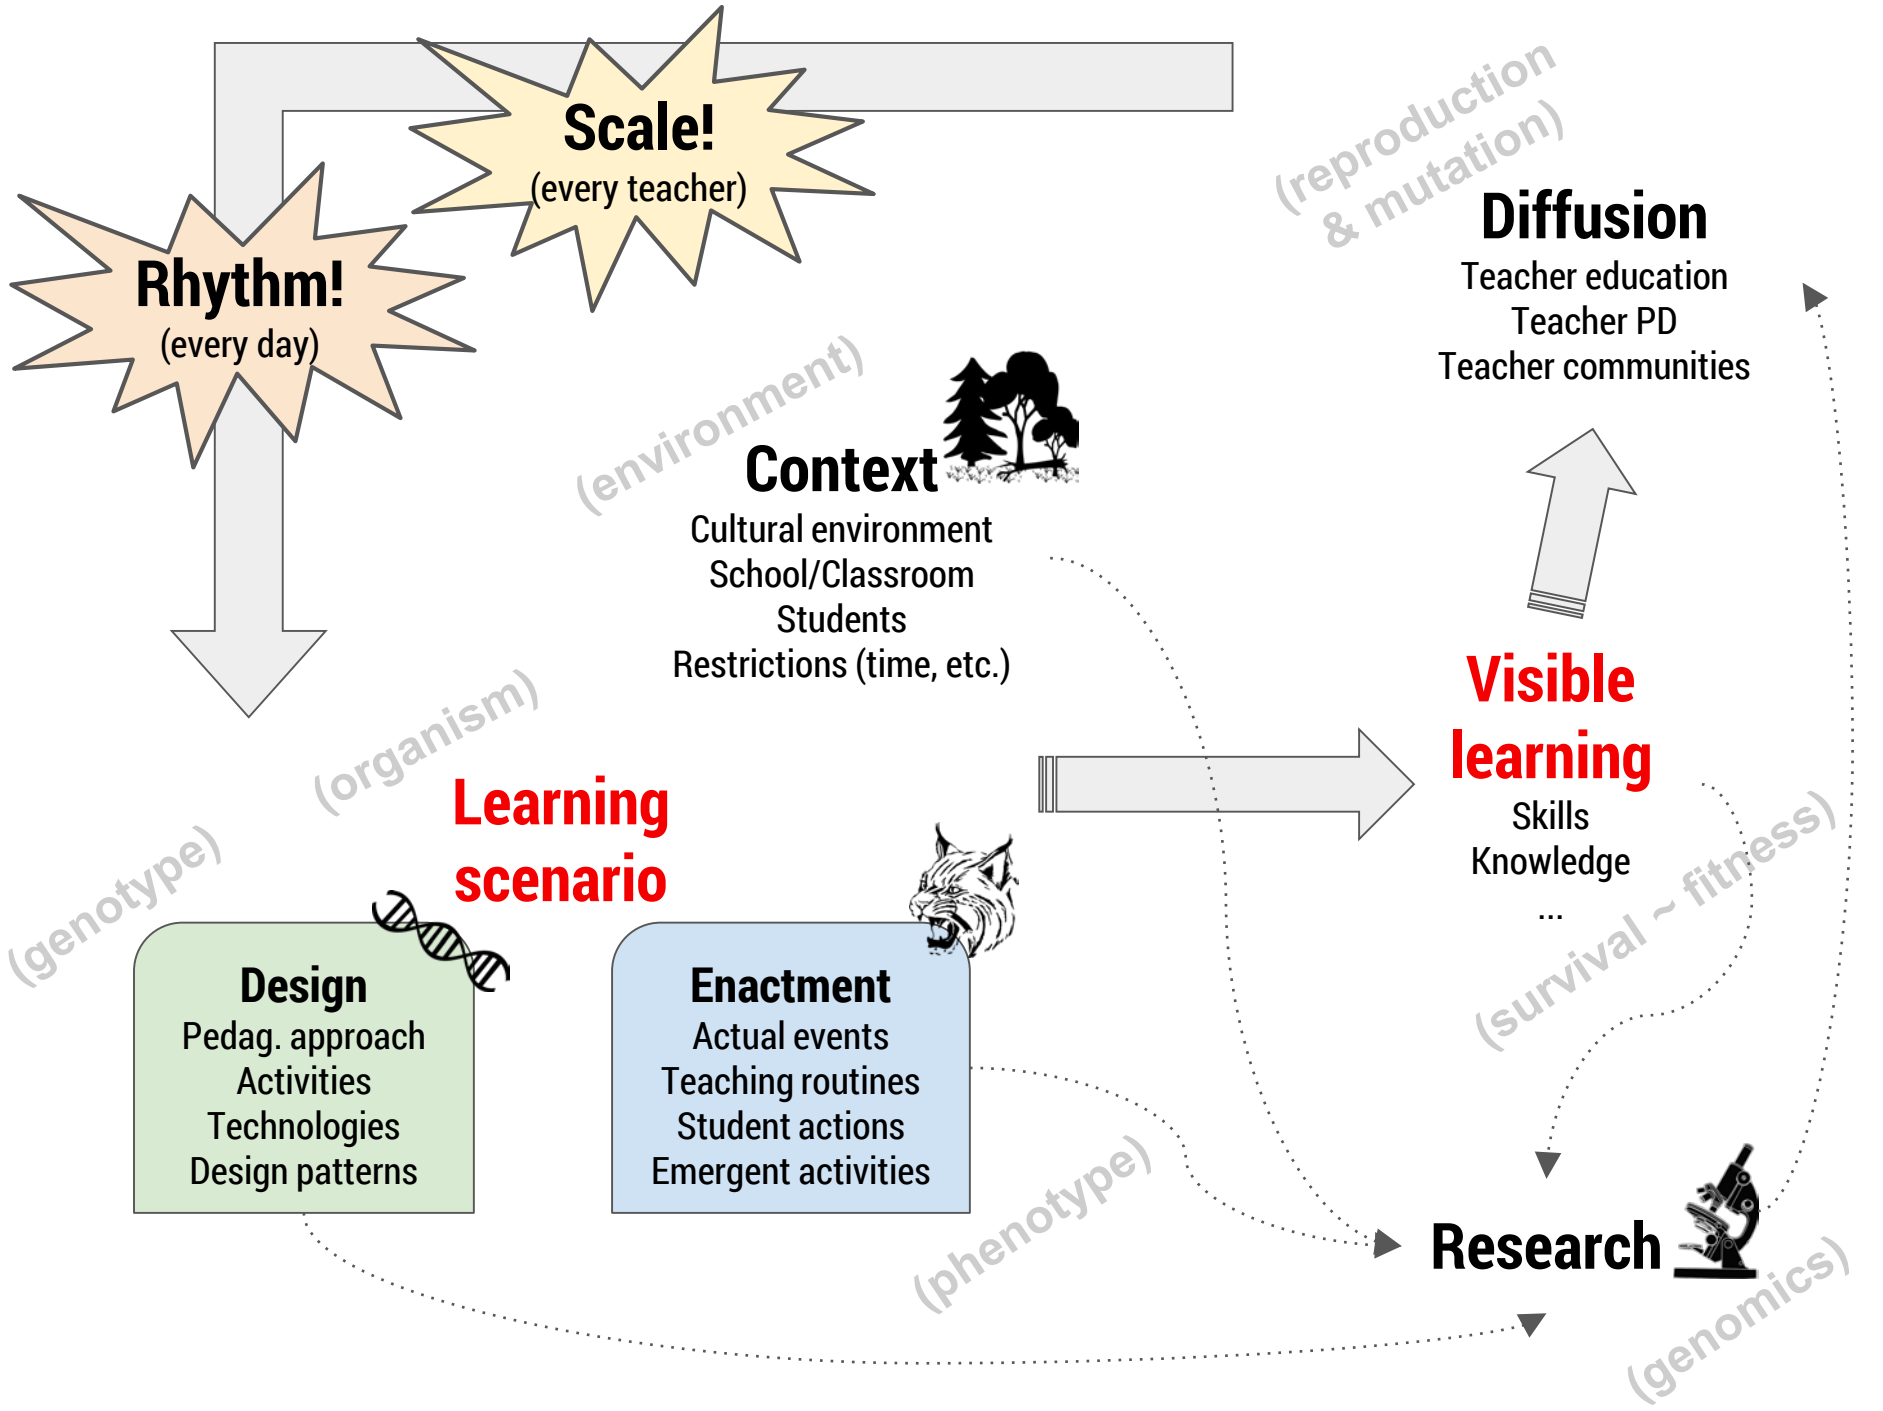 Scale!
(every teacher)
Rhythm!
(every day)
(reproduction
& mutation)
Diffusion
Teacher education
Teacher PD
Teacher communities
(environment)
Context
Cultural environment
School/Classroom
Students
Restrictions (time, etc.)
(organism)
Learning
scenario
(genotype)
Design
Pedag. approach
Activities
Technologies
Design patterns
Enactment
Actual events
Teaching routines
Student actions
Emergent activities
(phenotype)
Visible
learning
Skills
Knowledge
...
(survival ~ fitness)
Research
(genomics)